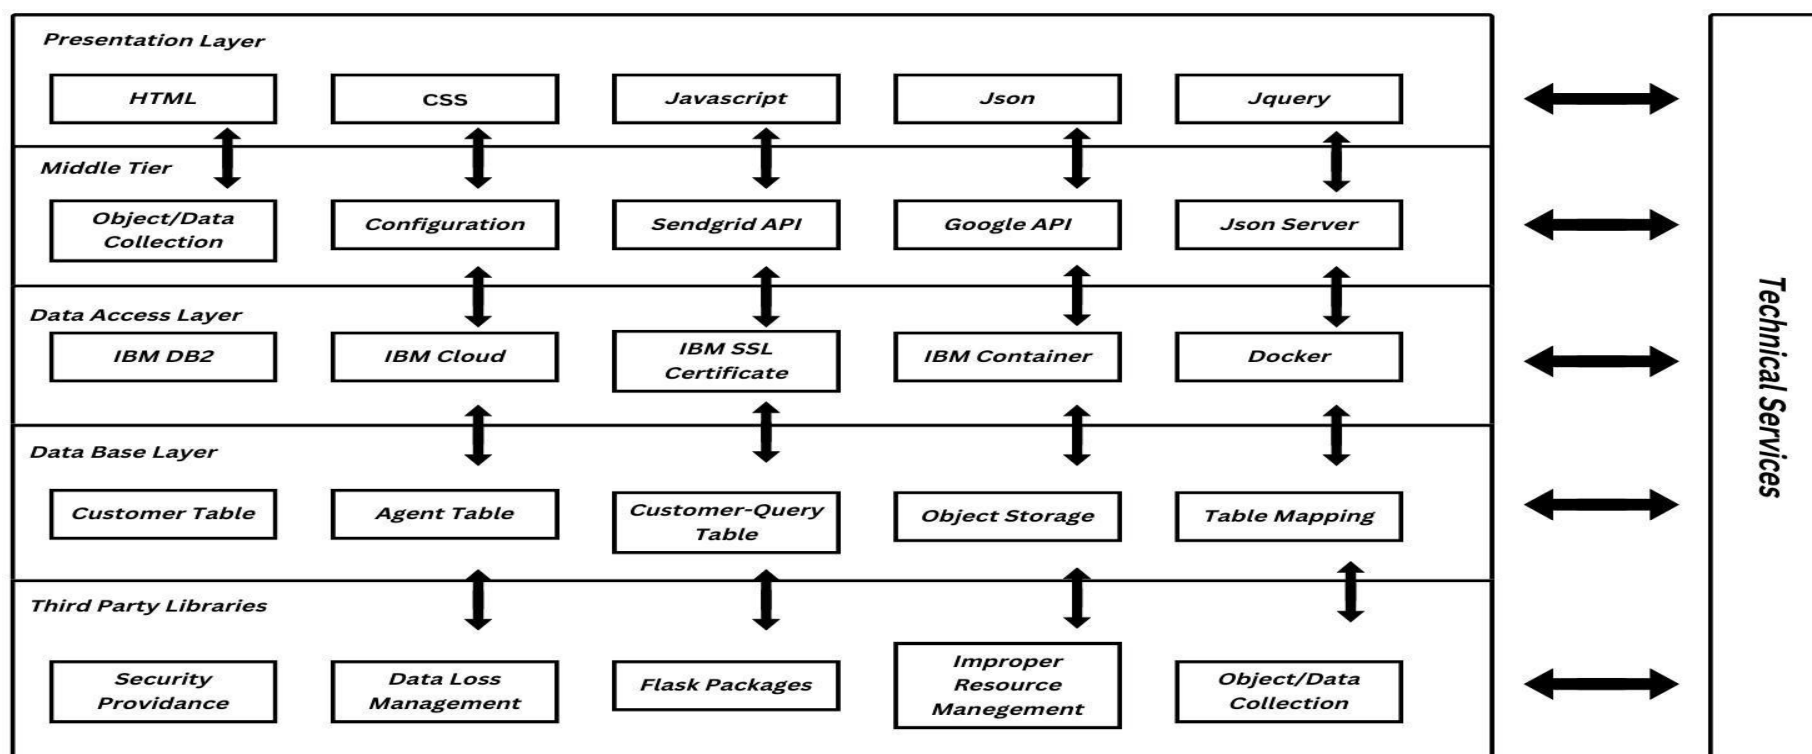 Presentation Layer
HTML
CSS
Javascript
Json
Jquery
Middle Tier
Object/Data
Collection
Configuration
Sendgrid API
Google API
Json Server
Data Access Layer
IBM DB2
IBM Cloud
IBM SSL
Certificate
IBM Container
Docker
Data Base Layer
Customer Table
Agent Table
Customer-Query
Table
Object Storage
Table Mapping
Third Party Libraries
Security
Providance
Data Loss
Management
Flask Packages
Improper
Resource
Manegement
Object/Data
Collection
Technical Services